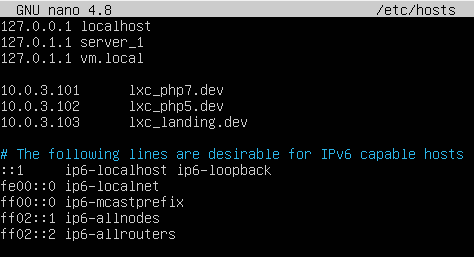 GNU nano 4.8 /etc/hosts
127.0.0.1 localhost
127.0.1.1 server_1
127.0.1.1 vm.local
10.0.3.101 lxc_php7.dev
10.0.3.102 lxc_php5.dev
10.0.3.103 lxc_landing.dev
# The following lines are desirable for IPv6 capable hosts
::1 ip6-localhost ip6-loopback
fe00::0 ip6-localnet
ff00::0 ip6-mcastprefix
ff02::1 ip6-allnodes
ff02::2 ip6-allrouters